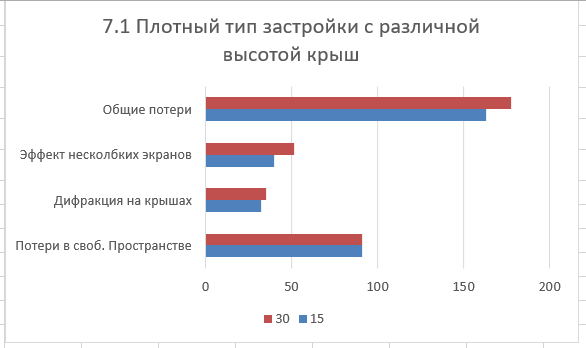 7.1 Плотный тип застройки с различной
высотой крыш
Общие потери
Эффект несколбких экранов
Дифракция на крышах
Потери в своб. Пространстве
0 50 100 150 200
30 15